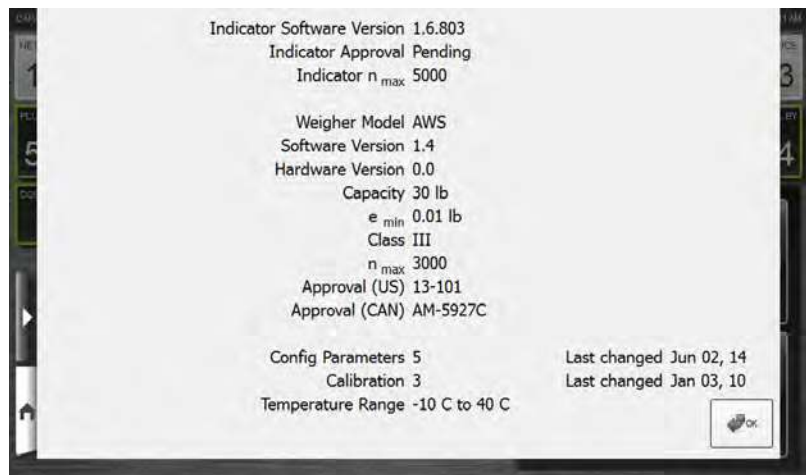 Indicator Software Version 1.6.803
Indicator Approval Pending
Indicator n max 5000
Weigher Model AWS
Software Version 1.4
Hardware Version 0.0
Capacity 30 lb
e min 0.01 lb
Class III
n max 3000
Approval (US) 13-101
Approval (CAN) AM-5927C
Config Parameters 5 Last changed Jun 02, 14
Calibration 3 Last changed Jan 03, 10
Temperature Range -10 C to 40 C
OK